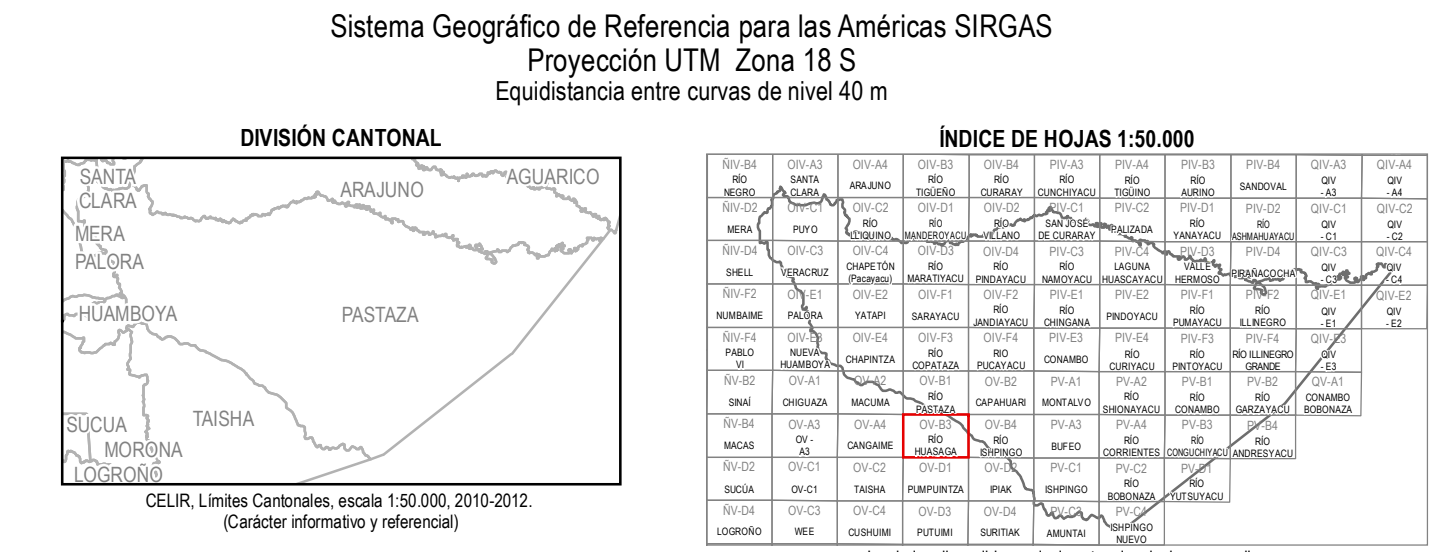 Sistema Geográfico de Referencia para las Américas SIRGAS
Proyección UTM Zona 18 S
Equidistancia entre curvas de nivel 40 m
DIVISIÓN CANTONAL
SANTA
CLARA
ARAJUNO
AGUARICO
MERA
PALORA
HUAMBOYA
PASTAZA
TAISHA
SUCUA
MORONA
LOGROÑO
CELIR, Límites Cantonales, escala 1:50.000, 2010-2012.
(Carácter informativo y referencial)
ÍNDICE DE HOJAS 1:50.000
ÑIV-B4 OIV-A3 OIV-A4 OIV-B3 OIV-B4 PIV-A3 PIV-A4 PIV-B3 PIV-B4 QIV-A3 QIV-A4
RÍO SANTA RÍO RÍO RÍO RÍO RÍO QIV QIV
ARAJUNO SANDOVAL
NEGRO CLARA TIGÜEÑO CURARAY CUNCHIYACU TIGÜINO AURINO - A3 - A4
ÑIV-D2 OIV-C1 OIV-C2 OIV-D1 OIV-D2 PIV-C1 PIV-C2 PIV-D1 PIV-D2 QIV-C1 QIV-C2
RÍO RÍO RÍO SAN JOSÉ RÍO RÍO QIV QIV
MERA PUYO PALIZADA
LLIQUINO MANDEROYACU VILLANO DE CURARAY YANAYACU ASHMAHUAYACU - C1 - C2
ÑIV-D4 OIV-C3 OIV-C4 OIV-D3 OIV-D4 PIV-C3 PIV-C4 PIV-D3 PIV-D4 QIV-C3 QIV-C4
CHAPETÓN RÍO RÍO RÍO LAGUNA VALLE QIV QIV
SHELL VERACRUZ PIRAÑACOCHA
(Pacayacu) MARATIYACU PINDAYACU NAMOYACU HUASCAYACU HERMOSO - C3 - C4
ÑIV-F2 OIV-E1 OIV-E2 OIV-F1 OIV-F2 PIV-E1 PIV-E2 PIV-F1 PIV-F2 QIV-E1 QIV-E2
RÍO RÍO RÍO RÍO QIV QIV
NUMBAIME PALORA YATAPI SARAYACU PINDOYACU
JANDIAYACU CHINGANA PUMAYACU ILLINEGRO - E1 - E2
ÑIV-F4 OIV-E3 OIV-E4 OIV-F3 OIV-F4 PIV-E3 PIV-E4 PIV-F3 PIV-F4 QIV-E3
PABLO NUEVA RÍO RIO RÍO RÍO RÍO ILLINEGRO QIV
CHAPINTZA CONAMBO
VI HUAMBOYA COPATAZA PUCAYACU CURIYACU PINTOYACU GRANDE - E3
ÑV-B2 OV-A1 OV-A2 OV-B1 OV-B2 PV-A1 PV-A2 PV-B1 PV-B2 QV-A1
RÍO RÍO RÍO RÍO CONAMBO
SINAÍ CHIGUAZA MACUMA CAPAHUARI MONTALVO
PASTAZA SHIONAYACU CONAMBO GARZAYACU BOBONAZA
ÑV-B4 OV-A3 OV-A4 OV-B3 OV-B4 PV-A3 PV-A4 PV-B3 PV-B4
OV - RÍO RÍO RÍO RÍO RÍO
MACAS CANGAIME BUFEO
A3 HUASAGA ISHPINGO CORRIENTES CONGUCHIYACU ANDRESYACU
ÑV-D2 OV-C1 OV-C2 OV-D1 OV-D2 PV-C1 PV-C2 PV-D1
RÍO RÍO
SUCÚA OV-C1 TAISHA PUMPUINTZA IPIAK ISHPINGO
BOBONAZA YUTSUYACU
ÑV-D4 OV-C3 OV-C4 OV-D3 OV-D4 PV-C3 PV-C4
LOGROÑO WEE CUSHUIMI PUTUIMI SURITIAK AMUNTAI ISHPINGO
NUEVO